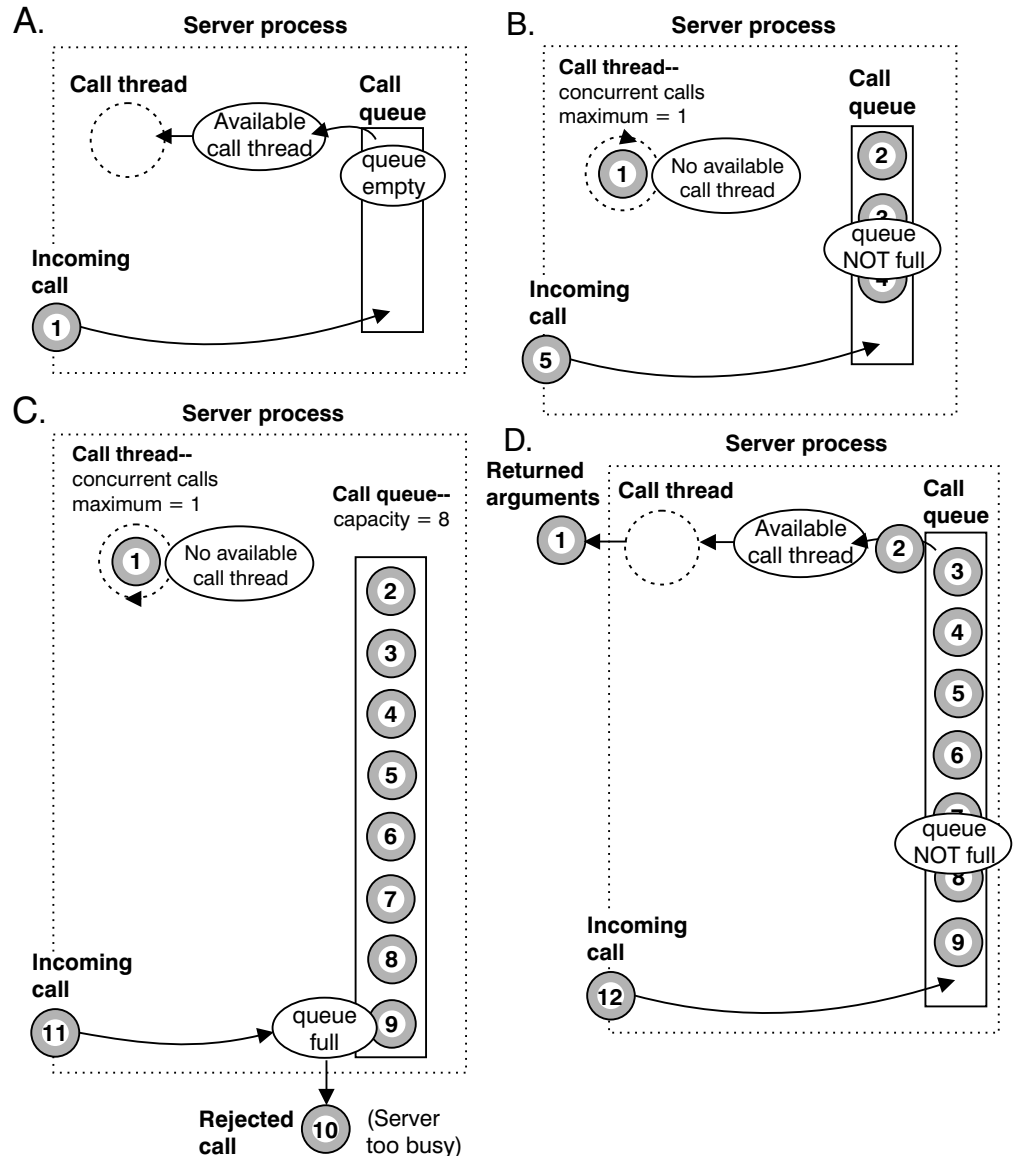 A.
Server process
Call thread
Call
queue
Available
call thread
queue
empty
Incoming
call
1
B.
Server process
Call thread--
concurrent calls
maximum = 1
Call
queue
1
No available
call thread
2
3
queue
NOT full
4
Incoming
call
5
C.
Server process
Call thread--
concurrent calls
maximum = 1
Call queue--
capacity = 8
1
No available
call thread
2
3
4
5
6
7
8
9
Incoming
call
11
queue
full
Rejected
call
10
(Server
too busy)
D.
Server process
Returned
arguments
Call thread
Call
queue
1
Available
call thread
2
3
4
5
6
7
queue
NOT full
8
9
Incoming
call
12